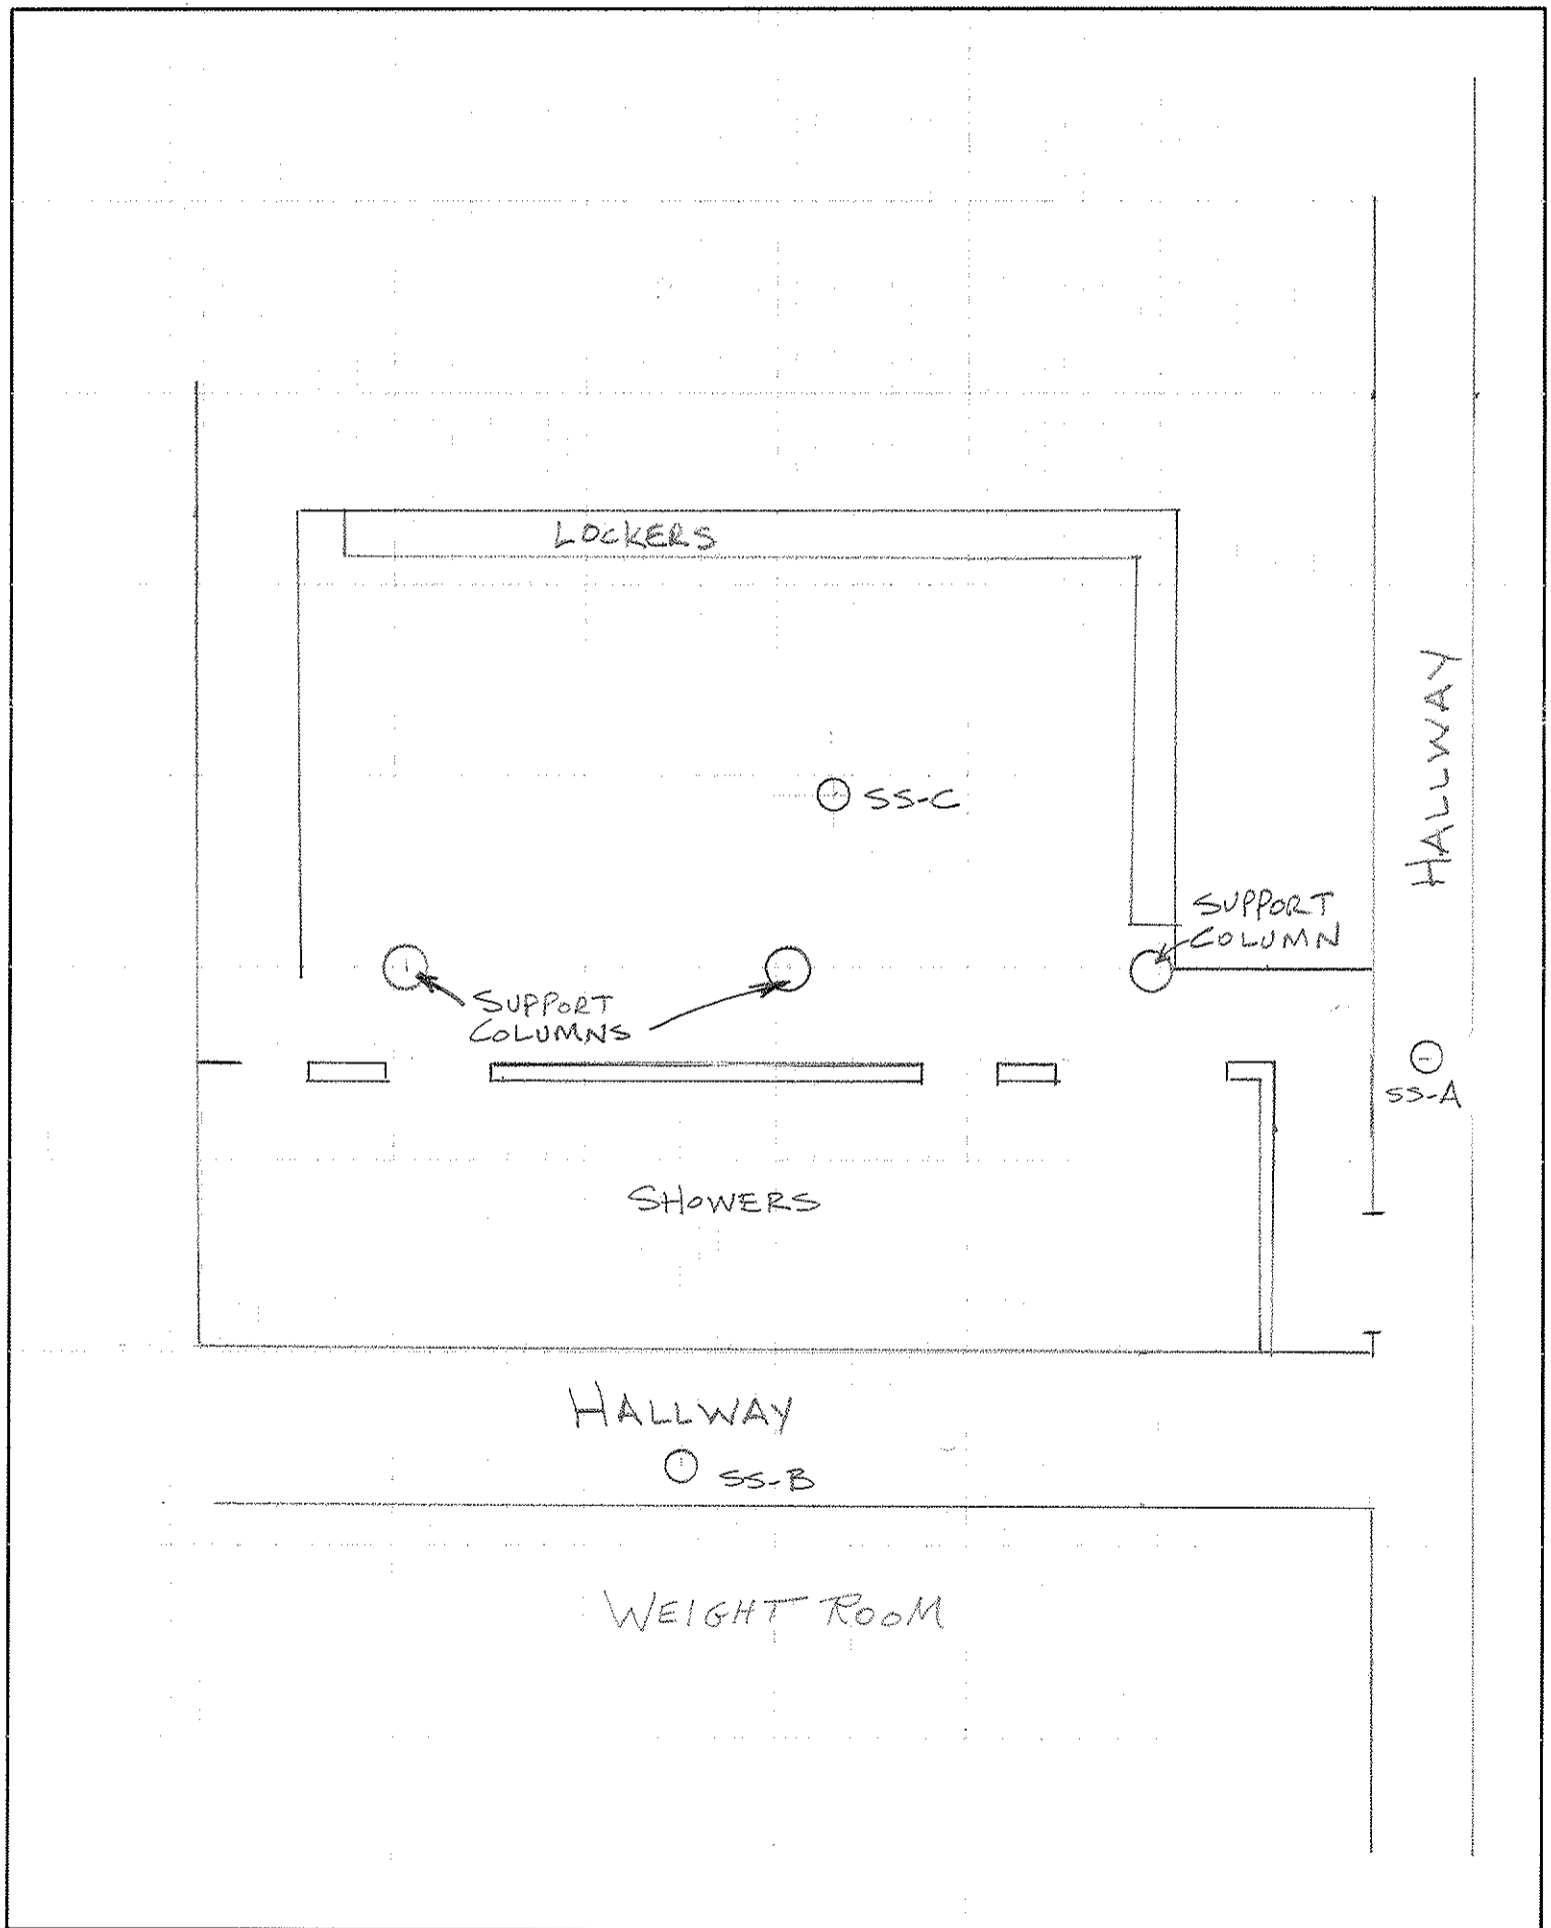 LOCKERS
HALLWAY
SS-C
SUPPORT
COLUMN
SUPPORT
COLUMNS
SS-A
SHOWERS
HALLWAY
SS-B
WEIGHT ROOM